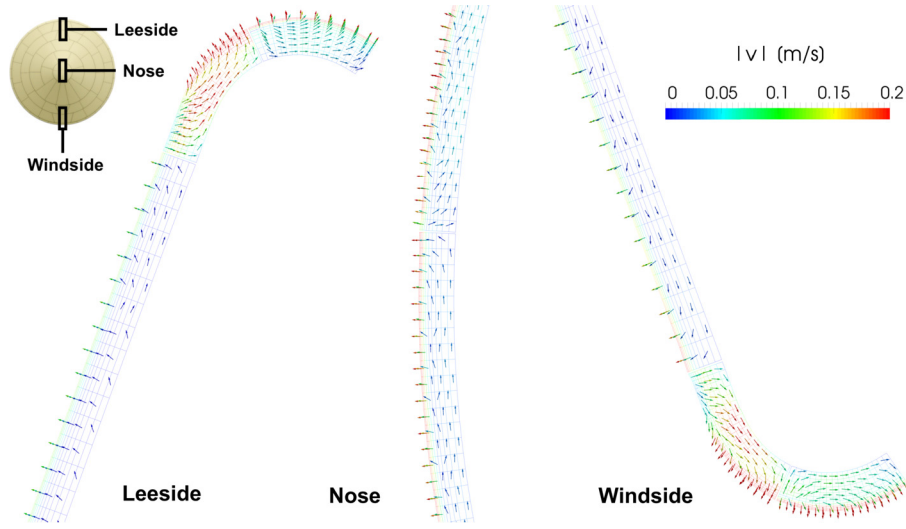 Leeside
Nose
Windside
|v| (m/s)
0 0.05 0.1 0.15 0.2
Leeside
Nose
Windside